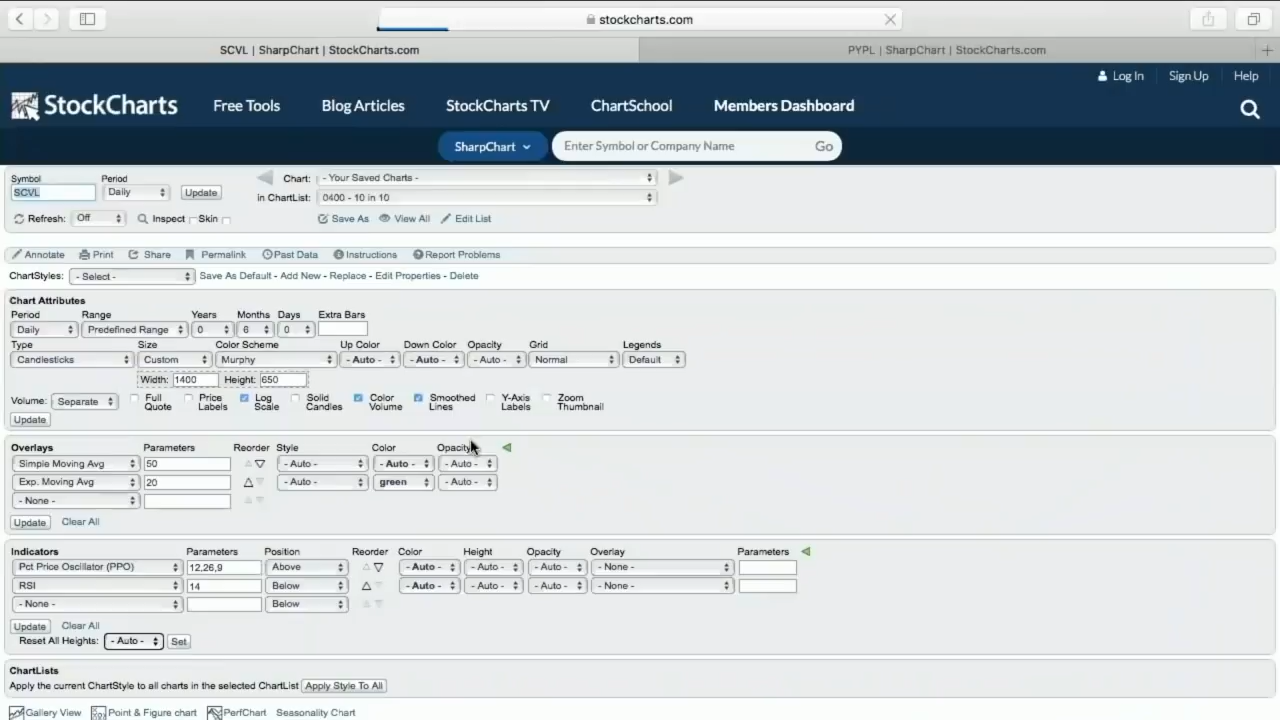 stockcharts.com
SCVL | SharpChart | StockCharts.com
PYPL | SharpChart | StockCharts.com
Log In Sign Up Help
StockCharts Free Tools Blog Articles StockCharts TV ChartSchool Members Dashboard
SharpChart Enter Symbol or Company Name Go
Symbol Period
SCVL Daily Update
Chart: - Your Saved Charts -
in ChartList: 0400 - 10 in 10
Refresh: Off Inspect Skin Save As View All Edit List
Annotate Print Share Permalink Past Data Instructions Report Problems
ChartStyles: - Select - Save As Default - Add New - Replace - Edit Properties - Delete
Chart Attributes
Period Range Years Months Days Extra Bars
Daily Predefined Range 0 6 0
Type Size Color Scheme Up Color Down Color Opacity Grid Legends
Candlesticks Custom Murphy - Auto - - Auto - - Auto - Normal Default
Width: 1400 Height: 650
Volume: Separate Full Quote Price Labels Log Scale Solid Candles Color Volume Smoothed Lines Y-Axis Labels Zoom Thumbnail
Update
Overlays Parameters Reorder Style Color Opacity
Simple Moving Avg 50 - Auto - - Auto - - Auto -
Exp. Moving Avg 20 - Auto - green - Auto -
- None -
Update Clear All
Indicators Parameters Position Reorder Color Height Opacity Overlay Parameters
Pct Price Oscillator (PPO) 12,26,9 Above - Auto - - Auto - - Auto - - None -
RSI 14 Below - Auto - - Auto - - Auto - - None -
- None - Below
Update Clear All
Reset All Heights: - Auto - Set
ChartLists
Apply the current ChartStyle to all charts in the selected ChartList Apply Style To All
Gallery View Point & Figure chart PerfChart Seasonality Chart